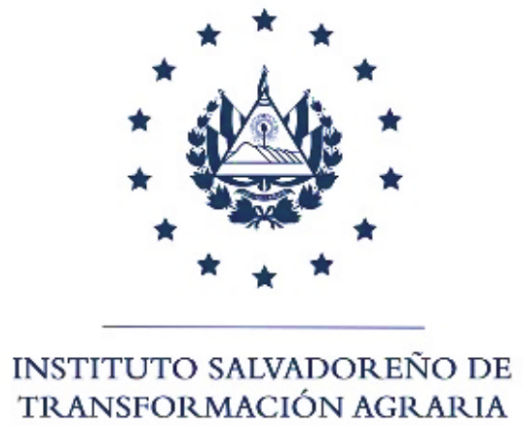 INSTITUTO SALVADOREÑO DE
TRANSFORMACIÓN AGRARIA